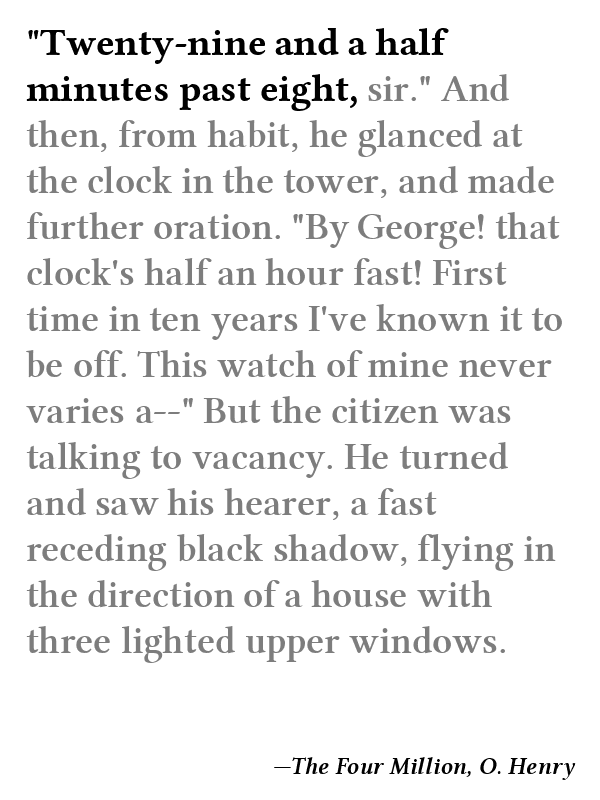 "Twenty-nine and a half
minutes past eight, sir." And
then, from habit, he glanced at
the clock in the tower, and made
further oration. "By George! that
clock's half an hour fast! First
time in ten years I've known it to
be off. This watch of mine never
varies a--" But the citizen was
talking to vacancy. He turned
and saw his hearer, a fast
receding black shadow, flying in
the direction of a house with
three lighted upper windows.
—The Four Million, O. Henry